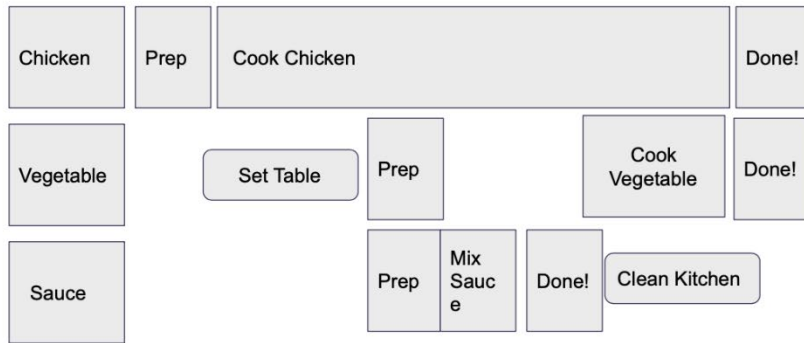 Chicken
Prep
Cook Chicken
Done!
Vegetable
Set Table
Prep
Cook
Vegetable
Done!
Sauce
Prep
Mix
Sauc
e
Done!
Clean Kitchen